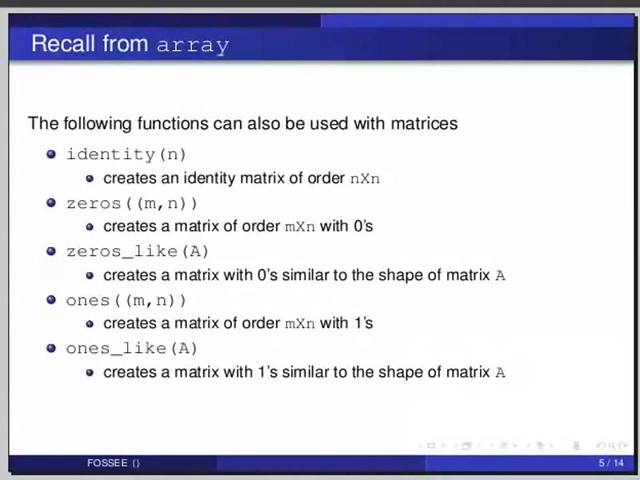 Recall from array
The following functions can also be used with matrices
identity(n)
creates an identity matrix of order nXn
zeros((m,n))
creates a matrix of order mXn with 0's
zeros_like(A)
creates a matrix with 0's similar to the shape of matrix A
ones((m,n))
creates a matrix of order mXn with 1's
ones_like(A)
creates a matrix with 1's similar to the shape of matrix A
FOSSEE ()
5 / 14